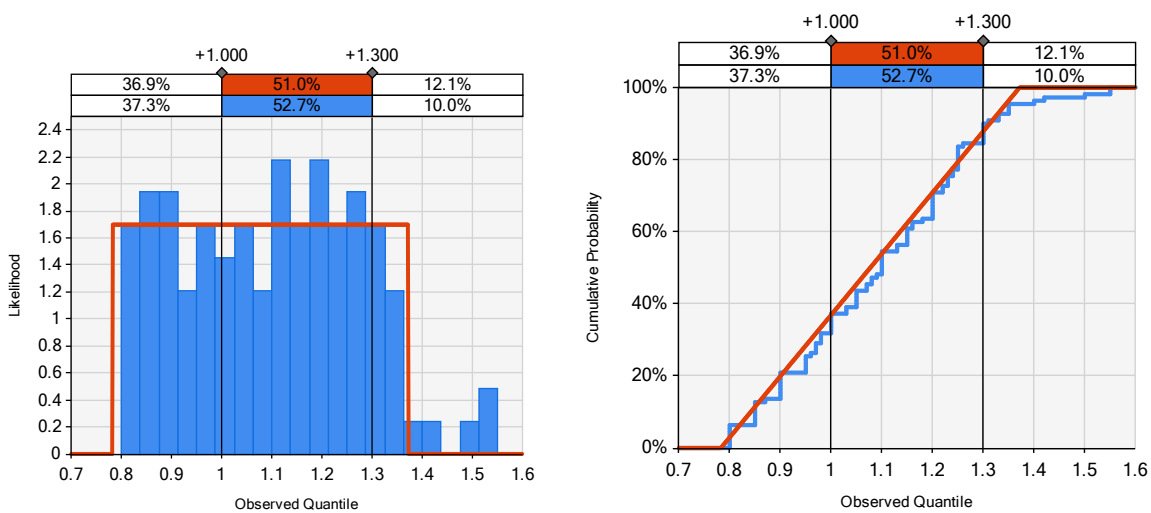 +1.000 +1.300
36.9% 51.0% 12.1%
37.3% 52.7% 10.0%
2.4
2.2
2
1.8
1.6
1.4
1.2
1
0.8
0.6
0.4
0.2
0
Likelihood
0.7 0.8 0.9 1 1.1 1.2 1.3 1.4 1.5 1.6
Observed Quantile
+1.000 +1.300
36.9% 51.0% 12.1%
37.3% 52.7% 10.0%
100%
80%
60%
40%
20%
0%
Cumulative Probability
0.7 0.8 0.9 1 1.1 1.2 1.3 1.4 1.5 1.6
Observed Quantile